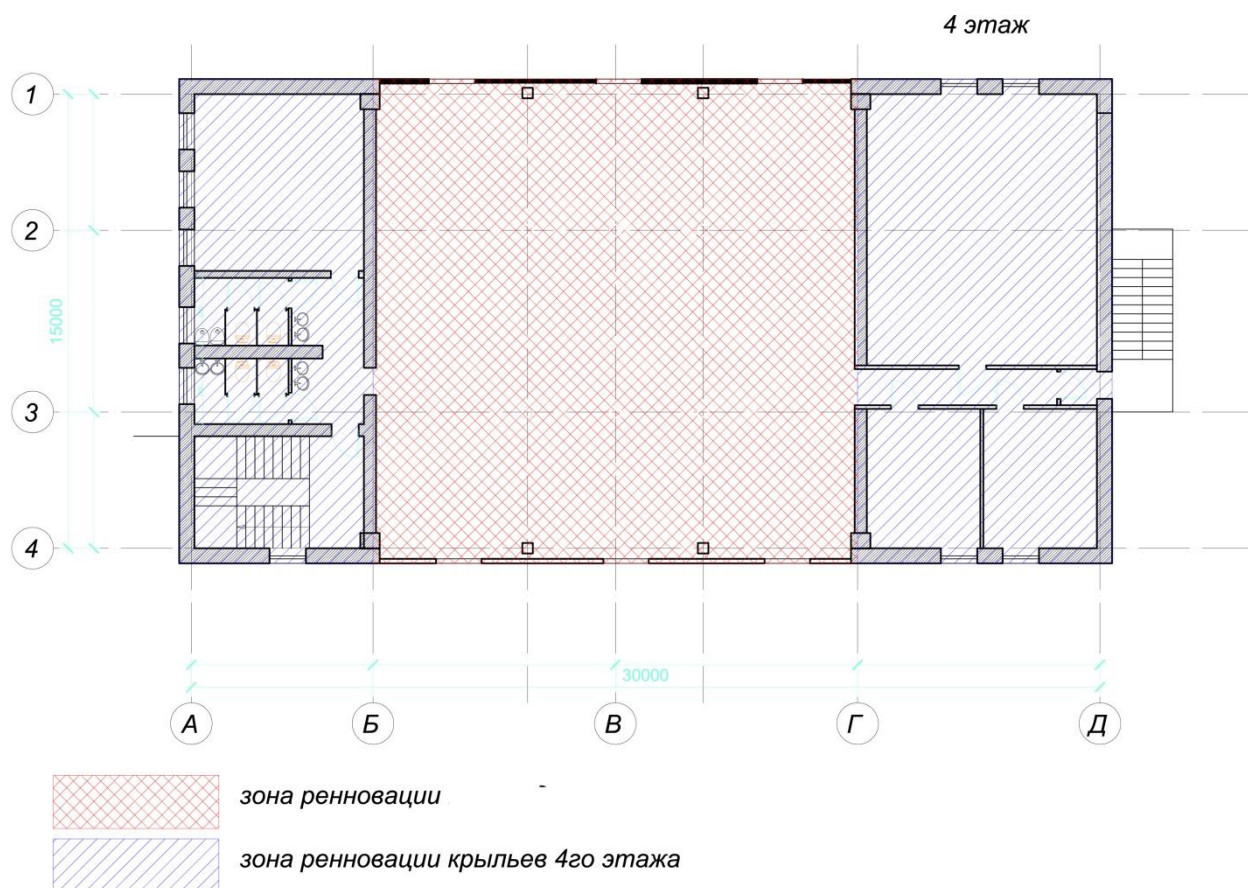 4 этаж
1
2
3
4
15000
30000
А
Б
В
Г
Д
зона ренновации
зона ренновации крыльев 4го этажа